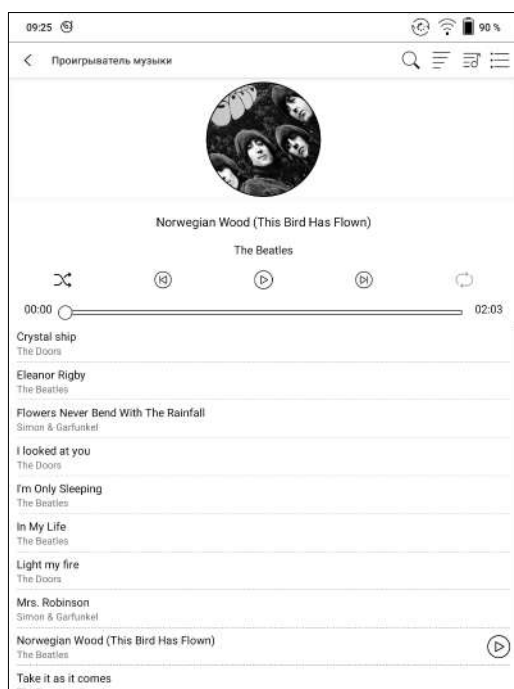 09:25
90 %
Проигрыватель музыки
Norwegian Wood (This Bird Has Flown)
The Beatles
00:00
02:03
Crystal ship
The Doors
Eleanor Rigby
The Beatles
Flowers Never Bend With The Rainfall
Simon & Garfunkel
I looked at you
The Doors
I'm Only Sleeping
The Beatles
In My Life
The Beatles
Light my fire
The Doors
Mrs. Robinson
Simon & Garfunkel
Norwegian Wood (This Bird Has Flown)
The Beatles
Take it as it comes